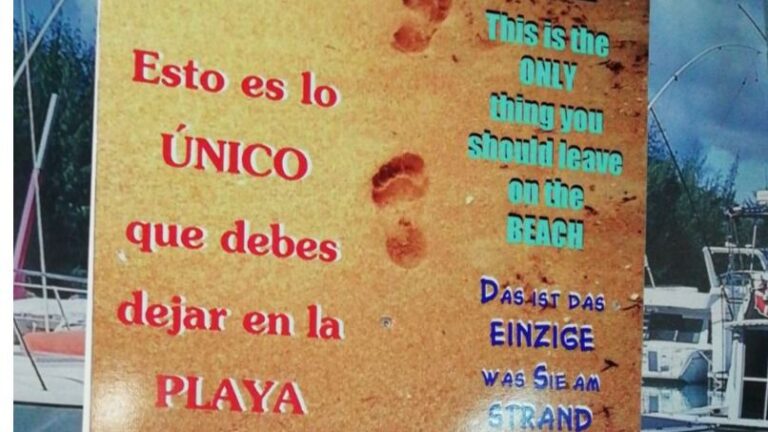 Esto es lo
ÚNICO
que debes
dejar en la
PLAYA
This is the
ONLY
thing you
should leave
on the
BEACH
DAS IST DAS
EINZIGE
WAS SIE AM
STRAND